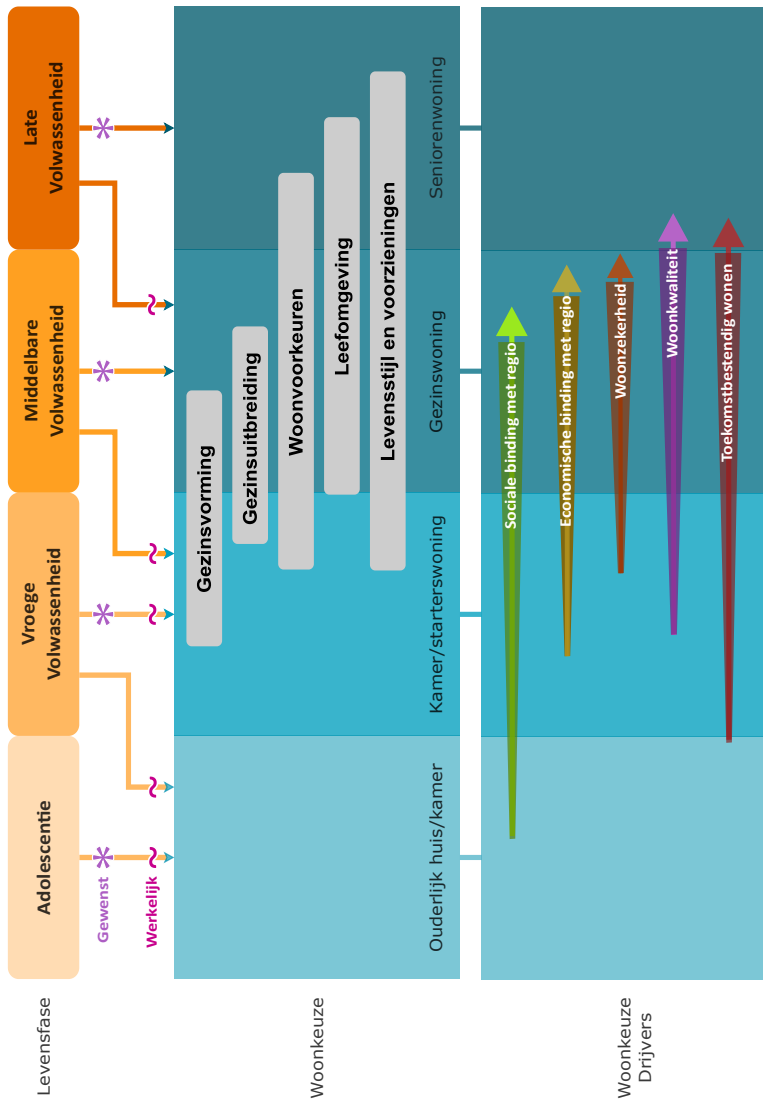 Levensfase
Adolescentie
Vroege
Volwassenheid
Middelbare
Volwassenheid
Late
Volwassenheid
Gewenst
Werkelijk
Woonkeuze
Gezinsvorming
Gezinsuitbreiding
Woonvoorkeuren
Leefomgeving
Levensstijl en voorzieningen
Ouderlijk huis/kamer
Kamer/starterswoning
Gezinswoning
Seniorenwoning
Woonkeuze
Drijvers
Sociale binding met regio
Economische binding met regio
Woonzekerheid
Woonkwaliteit
Toekomstbestendig wonen